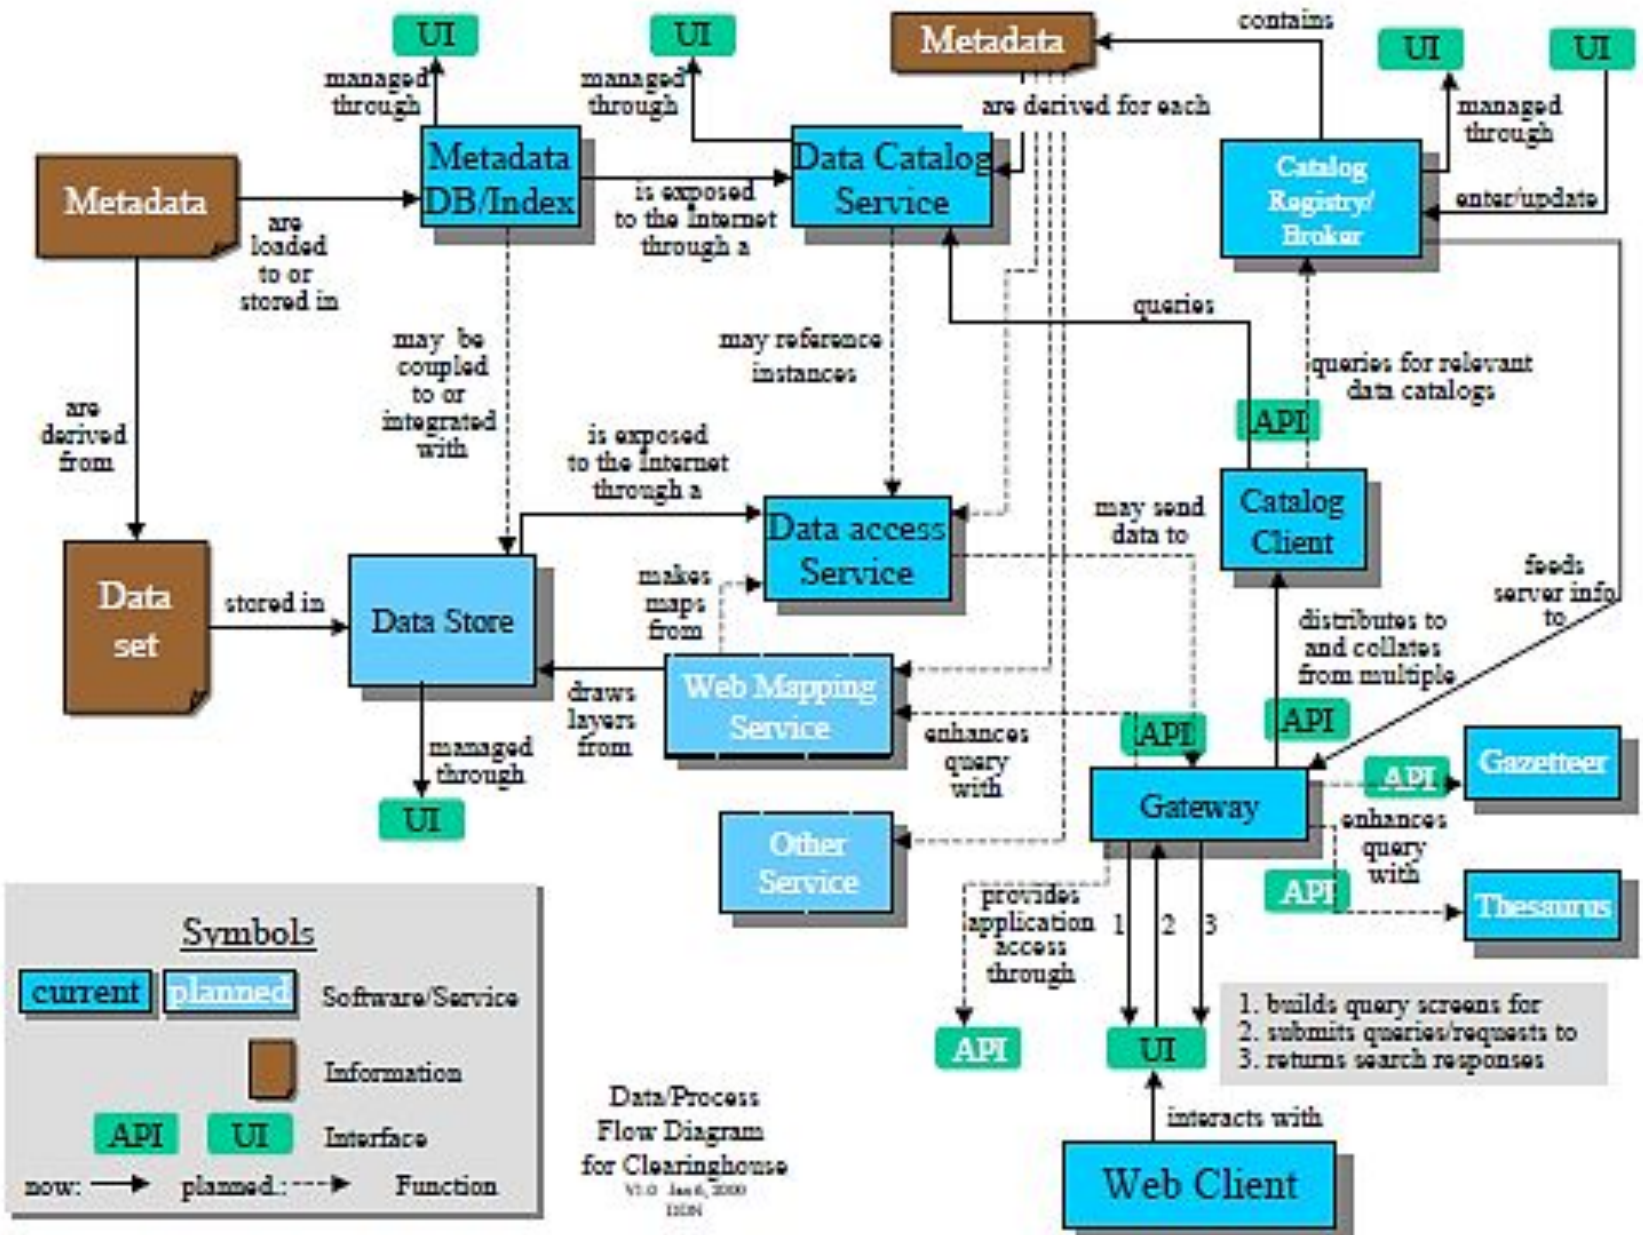 UI
UI
Metadata
contains
UI
UI
managed
through
managed
through
are derived for each
managed
through
Metadata
Metadata
DB/Index
Data Catalog
Service
Catalog
Registry/
Broker
enter/update
are
loaded
to or
stored in
is exposed
to the Internet
through a
queries
may be
coupled
to or
integrated
with
may reference
instances
queries for relevant
data catalogs
API
are
derived
from
is exposed
to the Internet
through a
Data access
Service
may send
data to
Catalog
Client
Data
set
stored in
Data Store
makes
maps
from
feeds
server info
to
distributes to
and collates
from multiple
Web Mapping
Service
draws
layers
from
managed
through
UI
enhances
query
with
API
API
Gateway
API
Gazetteer
enhances
query
with
API
Thesaurus
Other
Service
provides
application
access
through
1
2
3
API
UI
1. builds query screens for
2. submits queries/requests to
3. returns search responses
interacts with
Web Client
Symbols
current
planned
Software/Service
Information
API
UI
Interface
now:
planned.:
Function
Data/Process
Flow Diagram
for Clearinghouse
V1.0 Jan 6, 2000